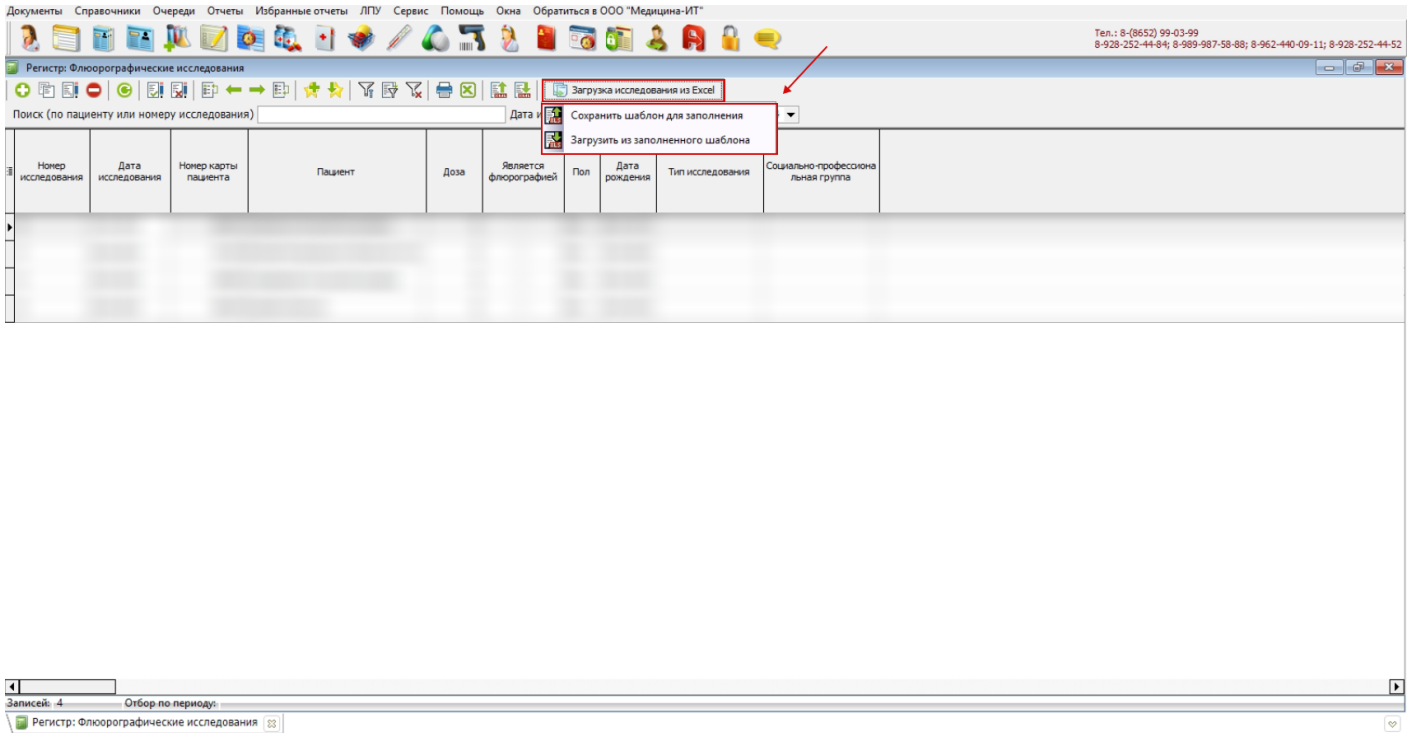 Документы Справочники Очереди Отчеты Избранные отчеты ЛПУ Сервис Помощь Окна Обратиться в ООО "Медицина-ИТ"
Тел.: 8-(8652) 99-03-99
8-928-252-44-84; 8-989-987-58-88; 8-962-440-09-11; 8-928-252-44-52
Регистр: Флюорографические исследования
Загрузка исследования из Excel
Поиск (по пациенту или номеру исследования)
Дата и
Сохранить шаблон для заполнения
Загрузить из заполненного шаблона
Номер исследования
Дата исследования
Номер карты пациента
Пациент
Доза
Является флюрографией
Пол
Дата рождения
Тип исследования
Социально-профессиона
льная группа
Записей: 4 Отбор по периоду:
Регистр: Флюорографические исследования